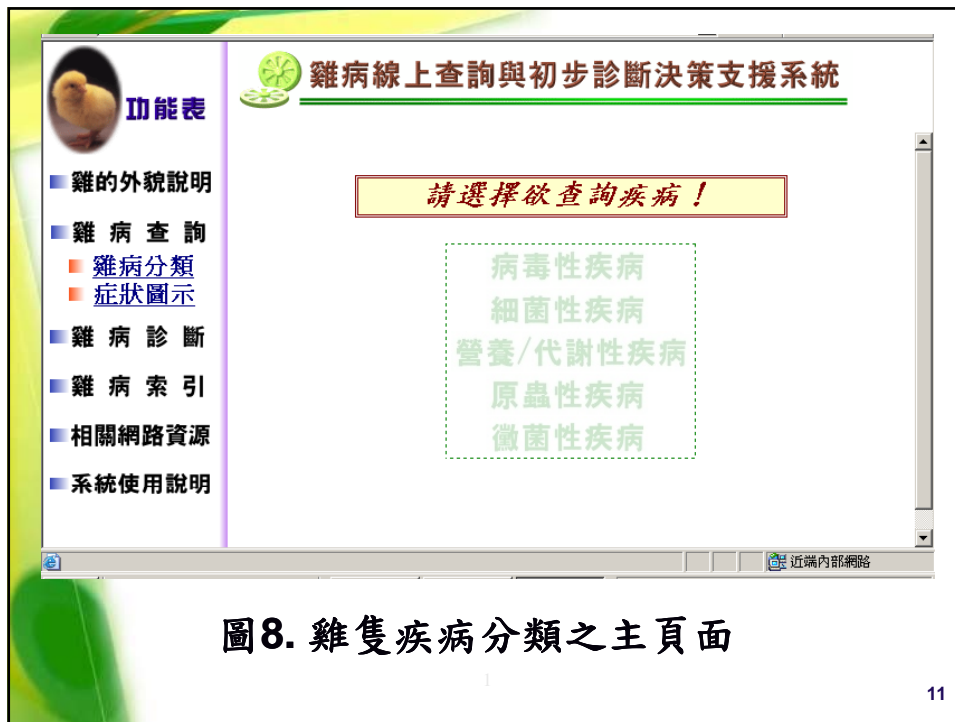 雞病線上查詢與初步診斷決策支援系統
功能表
雞的外貌說明
雞病查詢
雞病分類
症狀圖示
雞病診斷
雞病索引
相關網路資源
系統使用說明
請選擇欲查詢疾病！
病毒性疾病
細菌性疾病
營養/代謝性疾病
原蟲性疾病
黴菌性疾病
近端內部網路
圖8. 雞隻疾病分類之主頁面
1
11